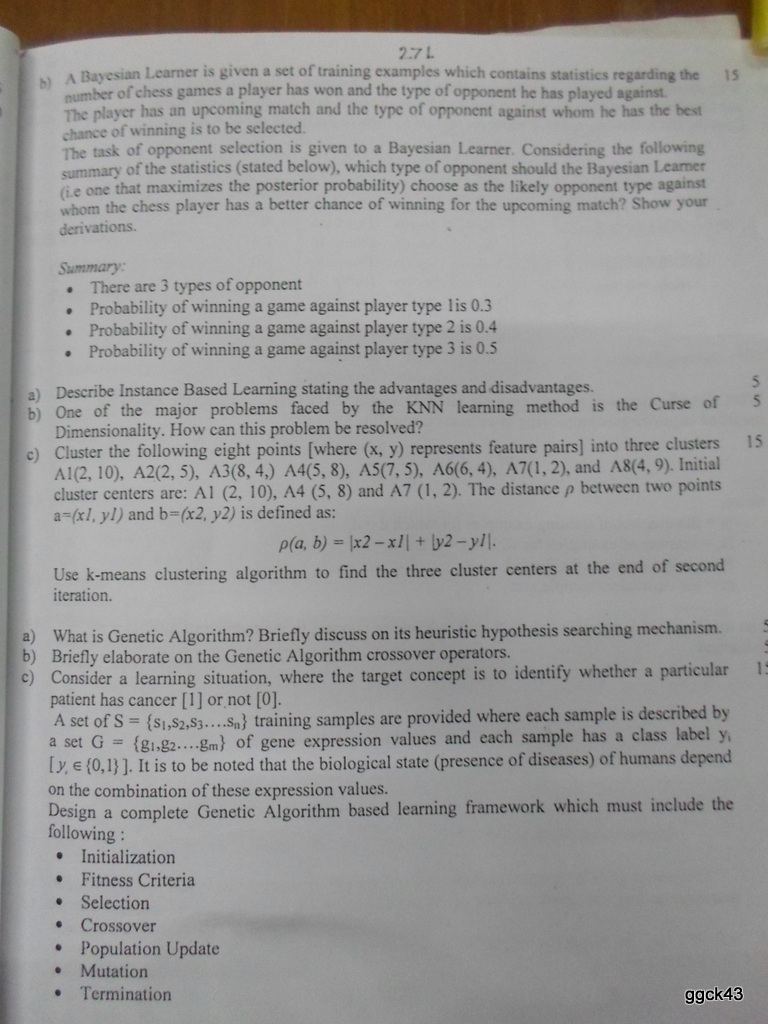 2.7 L
b) A Bayesian Learner is given a set of training examples which contains statistics regarding the 15
number of chess games a player has won and the type of opponent he has played against.
The player has an upcoming match and the type of opponent against whom he has the best
chance of winning is to be selected.
The task of opponent selection is given to a Bayesian Learner. Considering the following
summary of the statistics (stated below), which type of opponent should the Bayesian Learner
(i.e one that maximizes the posterior probability) choose as the likely opponent type against
whom the chess player has a better chance of winning for the upcoming match? Show your
derivations.
Summary:
• There are 3 types of opponent
• Probability of winning a game against player type 1is 0.3
• Probability of winning a game against player type 2 is 0.4
• Probability of winning a game against player type 3 is 0.5
a) Describe Instance Based Learning stating the advantages and disadvantages. 5
b) One of the major problems faced by the KNN learning method is the Curse of 5
Dimensionality. How can this problem be resolved?
c) Cluster the following eight points [where (x, y) represents feature pairs] into three clusters 15
A1(2, 10), A2(2, 5), A3(8, 4,) A4(5, 8), A5(7, 5), A6(6, 4), A7(1, 2), and A8(4, 9). Initial
cluster centers are: A1 (2, 10), A4 (5, 8) and A7 (1, 2). The distance ρ between two points
a=(x1, y1) and b=(x2, y2) is defined as:
ρ(a, b) = |x2 – x1| + |y2 – y1|.
Use k-means clustering algorithm to find the three cluster centers at the end of second
iteration.
a) What is Genetic Algorithm? Briefly discuss on its heuristic hypothesis searching mechanism.
b) Briefly elaborate on the Genetic Algorithm crossover operators.
c) Consider a learning situation, where the target concept is to identify whether a particular
patient has cancer [1] or not [0].
A set of S = {s1,s2,s3....sn} training samples are provided where each sample is described by
a set G = {g1,g2....gm} of gene expression values and each sample has a class label yi
[yi ∈ {0,1}]. It is to be noted that the biological state (presence of diseases) of humans depend
on the combination of these expression values.
Design a complete Genetic Algorithm based learning framework which must include the
following :
• Initialization
• Fitness Criteria
• Selection
• Crossover
• Population Update
• Mutation
• Termination
ggck43